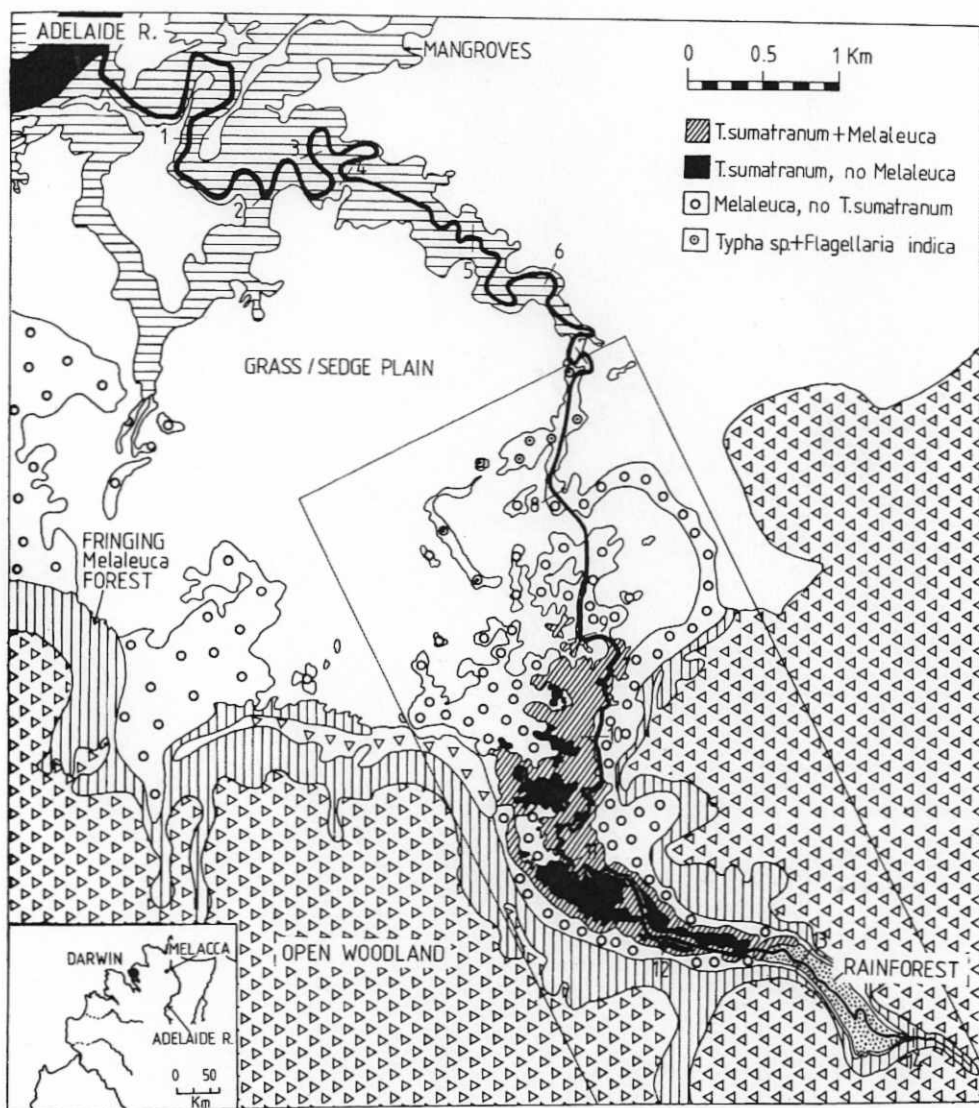 ADELAIDE R.
MANGROVES
0 0.5 1 Km
T.sumatranum+Melaleuca
T.sumatranum, no Melaleuca
Melaleuca, no T.sumatranum
Typha sp.+Flagellaria indica
1
2
3
4
5
6
GRASS / SEDGE PLAIN
8
FRINGING
Melaleuca
FOREST
10
OPEN WOODLAND
12
13
RAINFOREST
14
DARWIN
MELACCA
ADELAIDE R.
0 50
Km